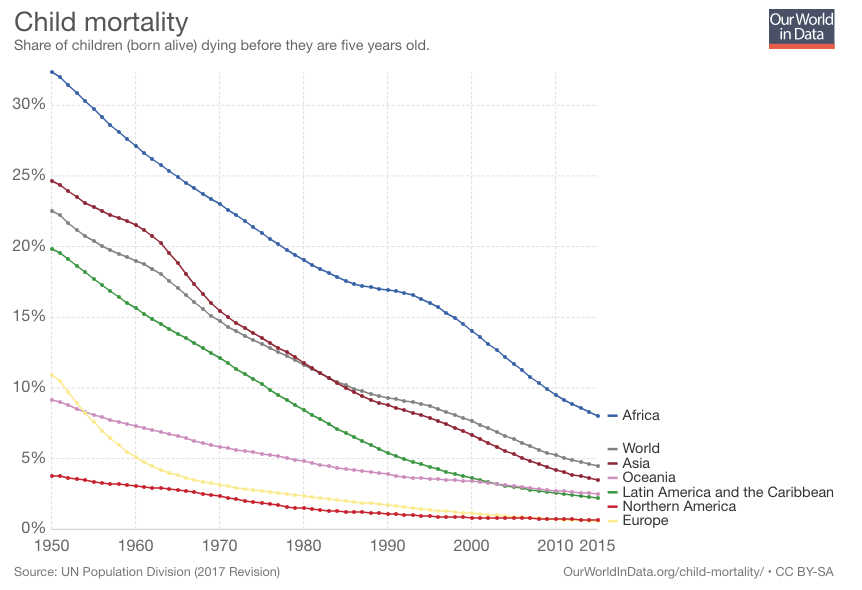 Child mortality
Share of children (born alive) dying before they are five years old.
Our World
in Data
30%
25%
20%
15%
10%
5%
0%
1950
1960
1970
1980
1990
2000
2010
2015
Africa
World
Asia
Oceania
Latin America and the Caribbean
Northern America
Europe
Source: UN Population Division (2017 Revision)
OurWorldInData.org/child-mortality/ • CC BY-SA